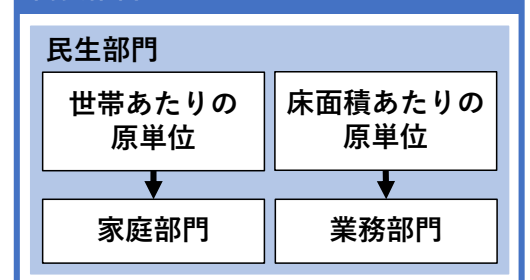 民生部門
世帯あたりの
原単位
床面積あたりの
原単位
家庭部門
業務部門